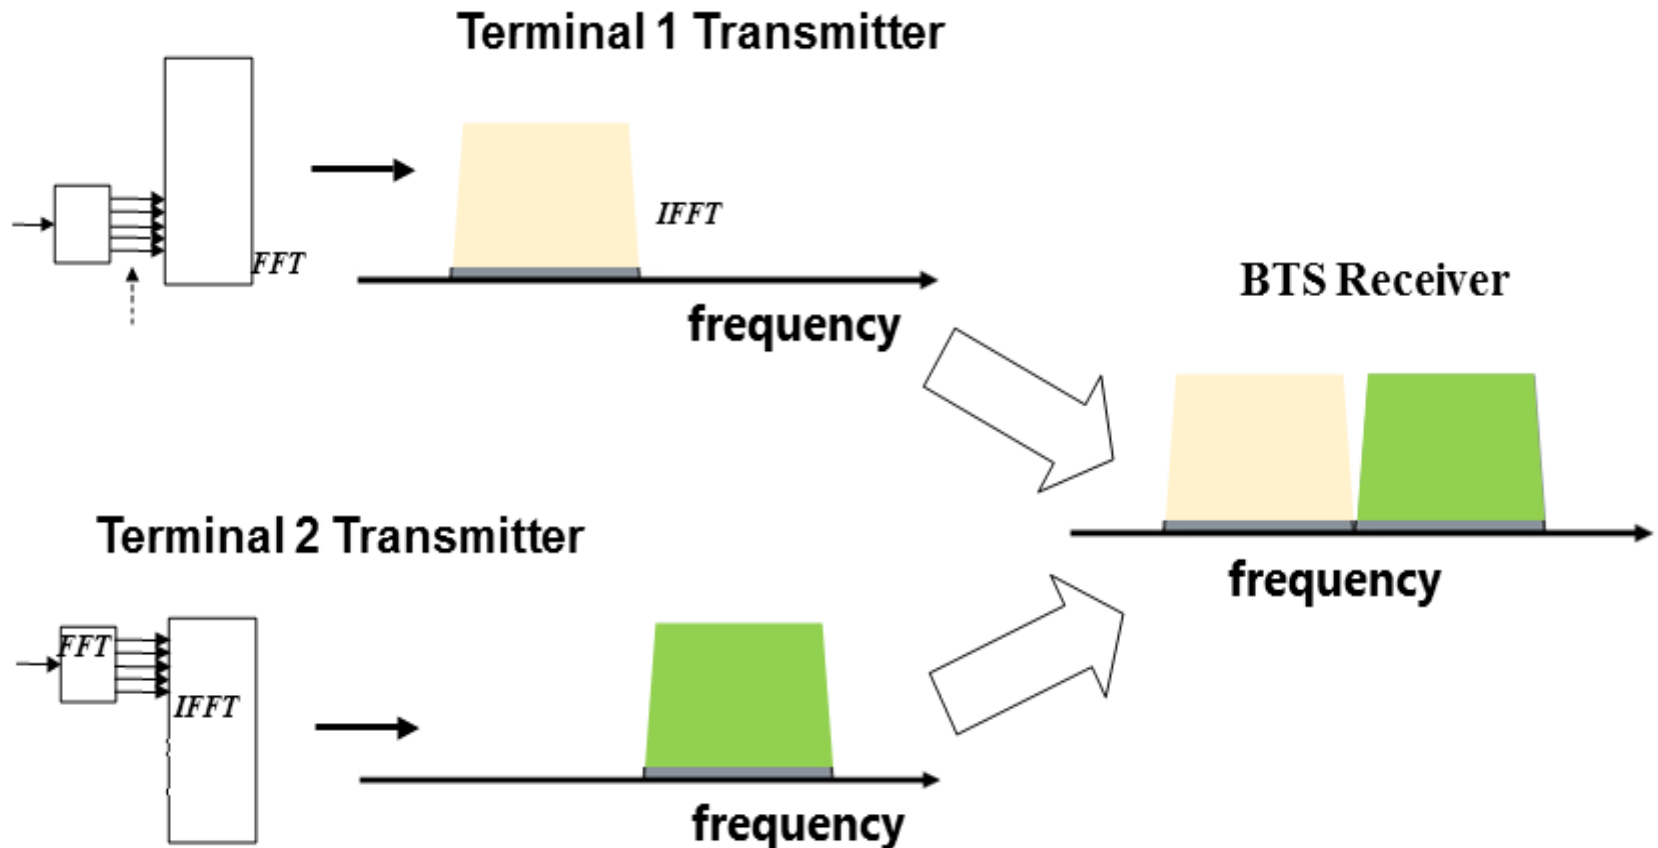 Terminal 1 Transmitter
IFFT
FFT
frequency
BTS Receiver
frequency
Terminal 2 Transmitter
FFT
IFFT
frequency